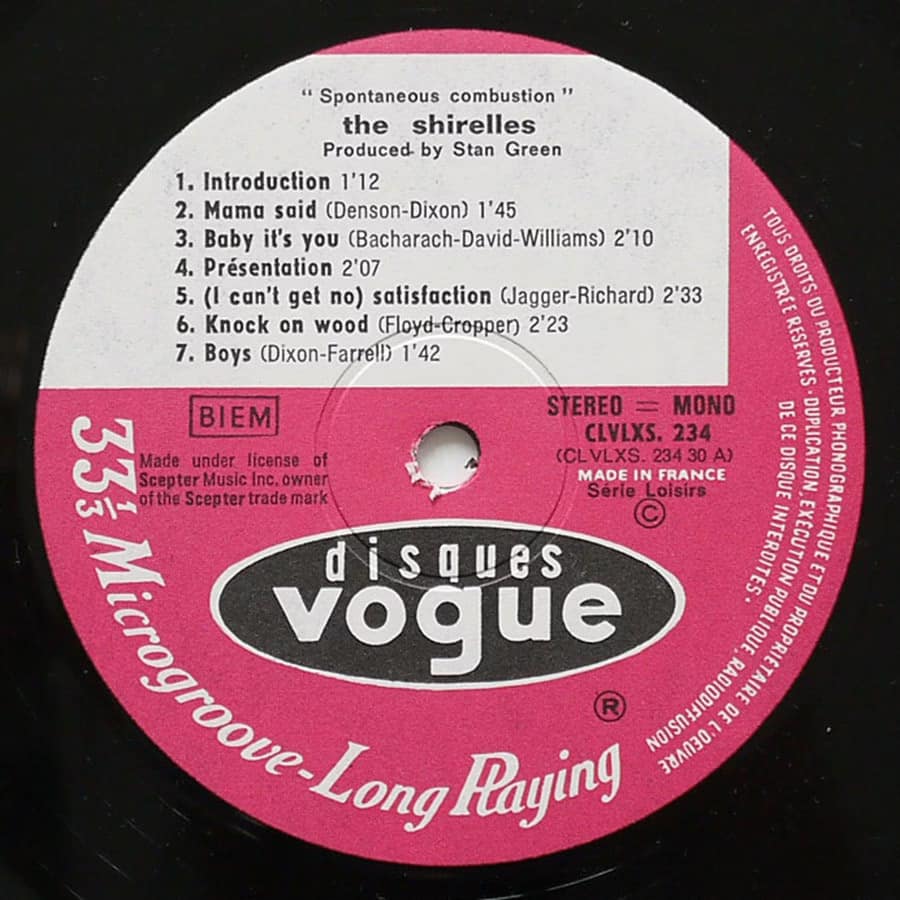 “ Spontaneous combustion ”
the shirelles
Produced by Stan Green
1. Introduction 1'12
2. Mama said (Denson-Dixon) 1'45
3. Baby it's you (Bacharach-David-Williams) 2'10
4. Présentation 2'07
5. (I can't get no) satisfaction (Jagger-Richard) 2'33
6. Knock on wood (Floyd-Cropper) 2'23
7. Boys (Dixon-Farrell) 1'42
BIEM
Made under license of
Scepter Music Inc, owner
of the Scepter trade mark
STEREO = MONO
CLVLXS. 234
(CLVLXS. 234 30 A)
MADE IN FRANCE
Série Loisirs
©
disques
vogue
®
33 1/3 Microgroove-Long Playing
TOUS DROITS DU PRODUCTEUR PHONOGRAPHIQUE ET DU PROPRIETAIRE DE L'OEUVRE
ENREGISTRÉE RESERVES · DUPLICATION, EXECUTION PUBLIQUE, RADIODIFFUSION
DE CE DISQUE INTERDITES.